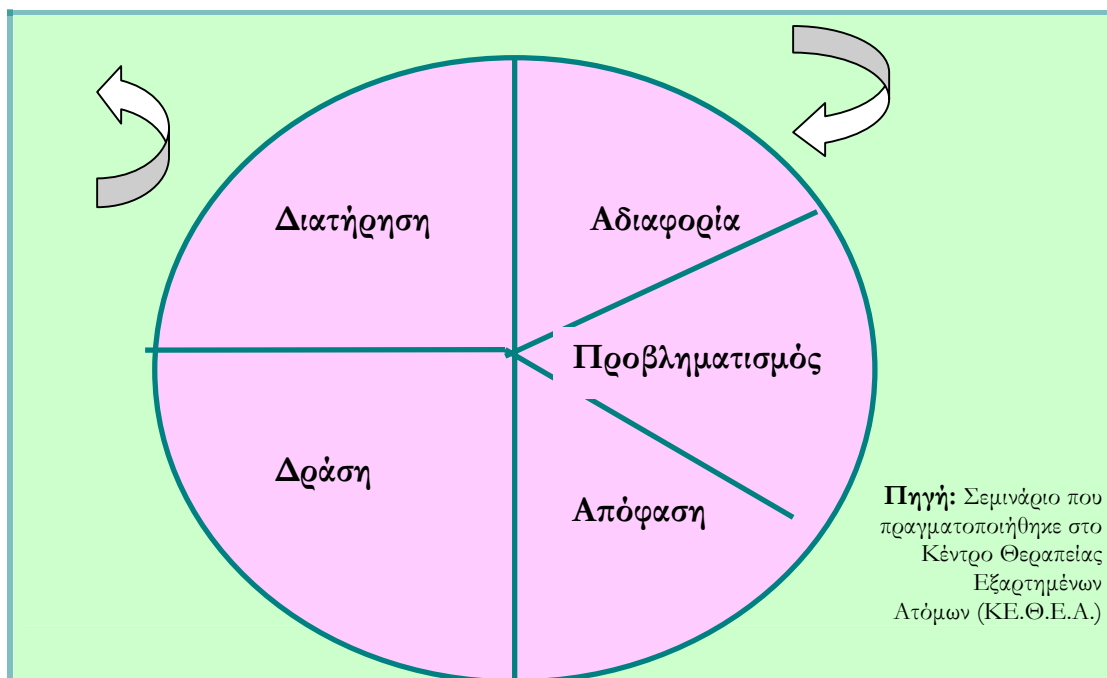 Διατήρηση
Αδιαφορία
Προβληματισμός
Δράση
Απόφαση
Πηγή: Σεμινάριο που
πραγματοποιήθηκε στο
Κέντρο Θεραπείας
Εξαρτημένων
Ατόμων (ΚΕ.Θ.Ε.Α.)